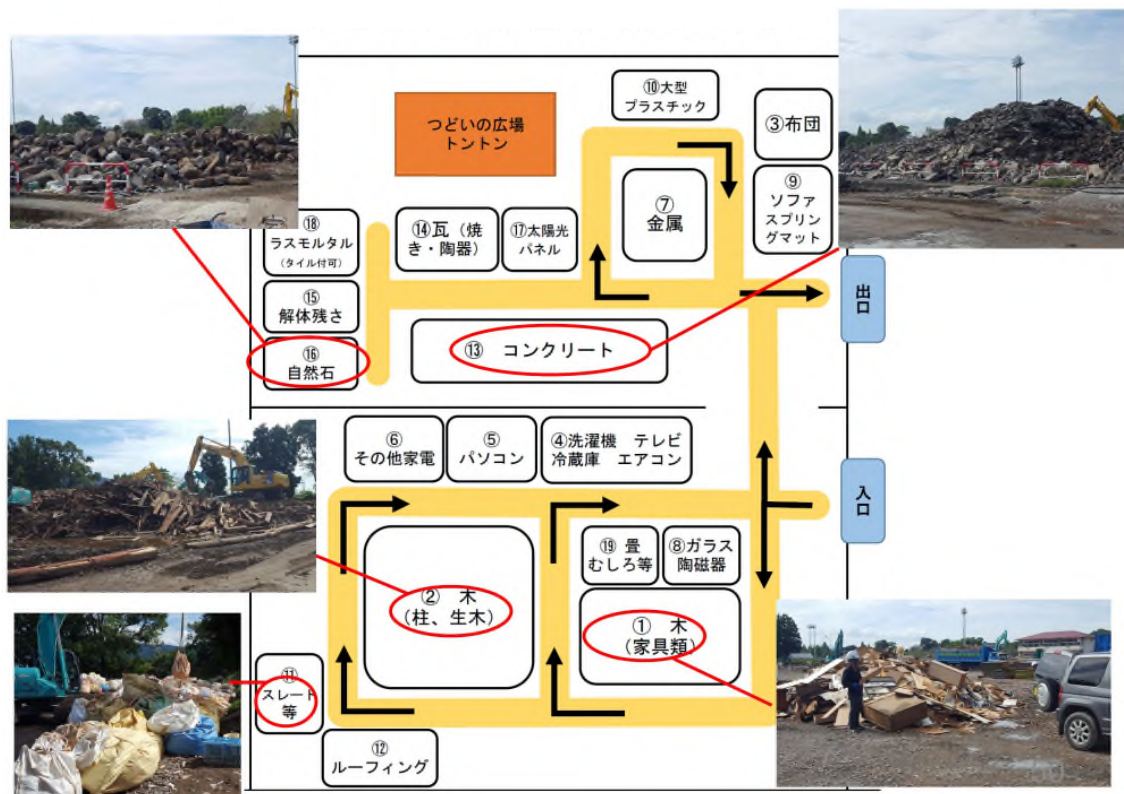 ⑩大型
プラスチック
つどいの広場
トントン
③布団
⑦
金属
⑨
ソファ
スプリン
グマット
⑱
ラスモルタル
(タイル付可)
⑭瓦（焼
き・陶器）
⑰太陽光
パネル
⑮
解体残さ
出口
⑬ コンクリート
⑯
自然石
⑥
その他家電
⑤
パソコン
④洗濯機 テレビ
冷蔵庫 エアコン
入口
⑲ 畳
むしろ等
⑧ガラス
陶磁器
② 木
（柱、生木）
① 木
（家具類）
⑪
スレート
等
⑫
ルーフィング